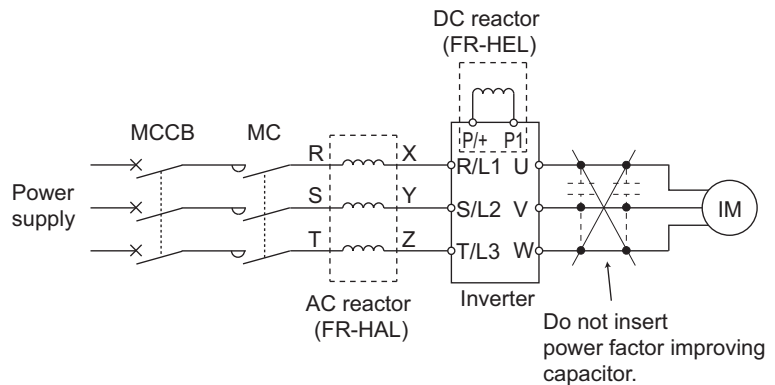 DC reactor
(FR-HEL)
P/+ P1
MCCB
MC
R X R/L1 U
Power
supply
S Y S/L2 V
IM
T Z T/L3 W
AC reactor
(FR-HAL)
Inverter
Do not insert
power factor improving
capacitor.